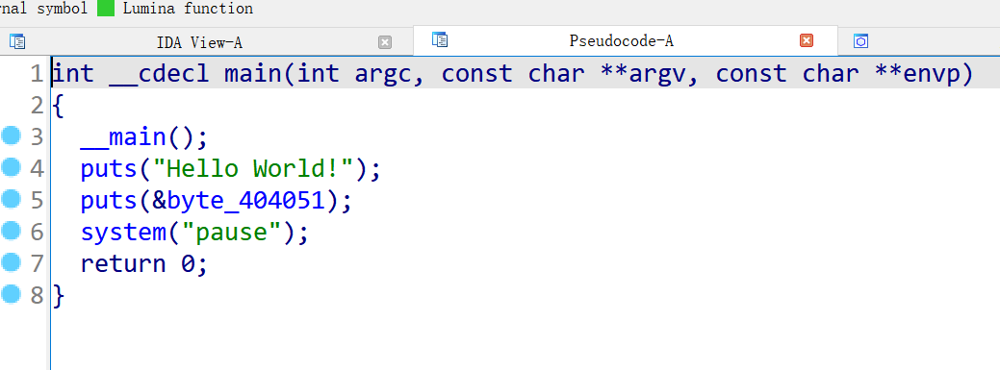 nal symbol Lumina function
IDA View-A Pseudocode-A
1 int __cdecl main(int argc, const char **argv, const char **envp)
2 {
3 __main();
4 puts("Hello World!");
5 puts(&byte_404051);
6 system("pause");
7 return 0;
8 }